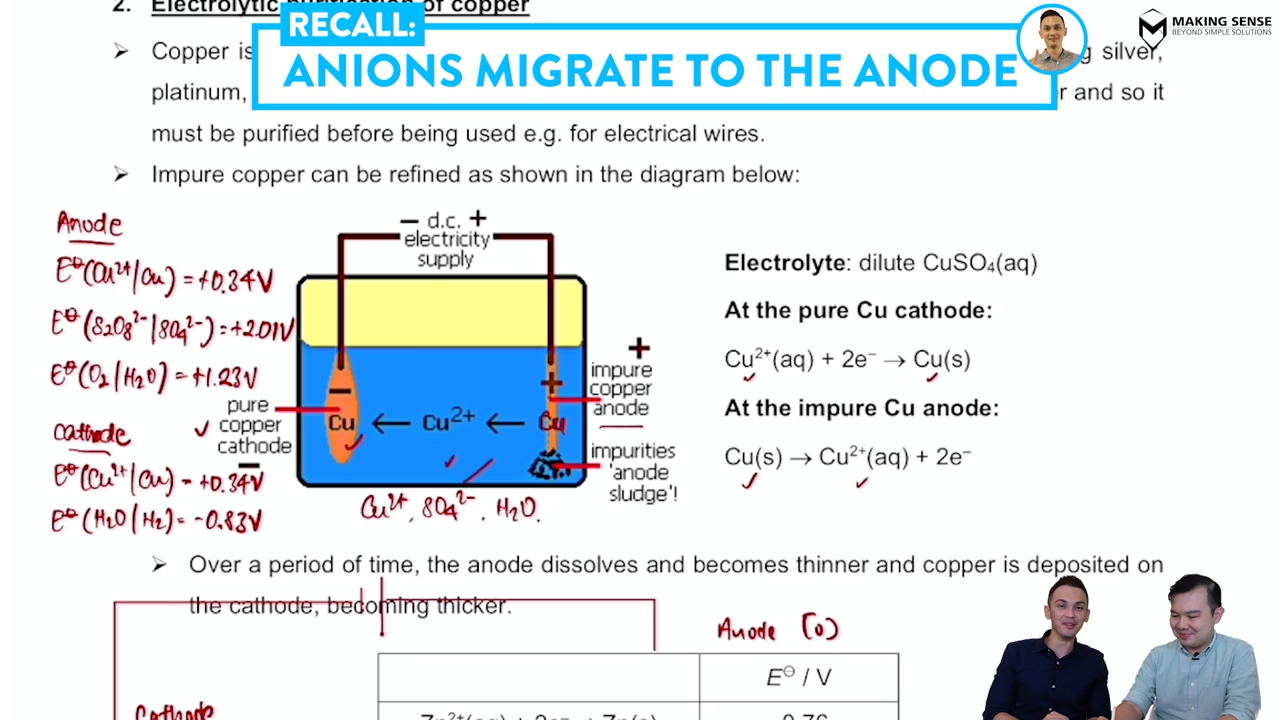 2. Electrolytic purification of copper
RECALL:
ANIONS MIGRATE TO THE ANODE
MAKING SENSE
BEYOND SIMPLE SOLUTIONS
➢ Copper is g silver,
platinum, r and so it
must be purified before being used e.g. for electrical wires.
➢ Impure copper can be refined as shown in the diagram below:
Anode
E⊖(Cu²⁺/Cu) = +0.34V
E⊖(S₂O₈²⁻/SO₄²⁻) = +2.01V
E⊖(O₂/H₂O) = +1.23V
Cathode
E⊖(Cu²⁺/Cu) = +0.34V
E⊖(H₂O/H₂) = -0.83V
− d.c. +
electricity
supply
pure
copper
cathode
−
−
Cu ← Cu²⁺ ← Cu
+
+
impure
copper
anode
impurities
'anode
sludge'!
Cu²⁺, SO₄²⁻, H₂O.
Electrolyte: dilute CuSO₄(aq)
At the pure Cu cathode:
Cu²⁺(aq) + 2e⁻ → Cu(s)
At the impure Cu anode:
Cu(s) → Cu²⁺(aq) + 2e⁻
➢ Over a period of time, the anode dissolves and becomes thinner and copper is deposited on
the cathode, becoming thicker.
Anode [O]
E⊖ / V
Cathode
Zn²⁺(aq) + 2e⁻ → Zn(s) -0.76